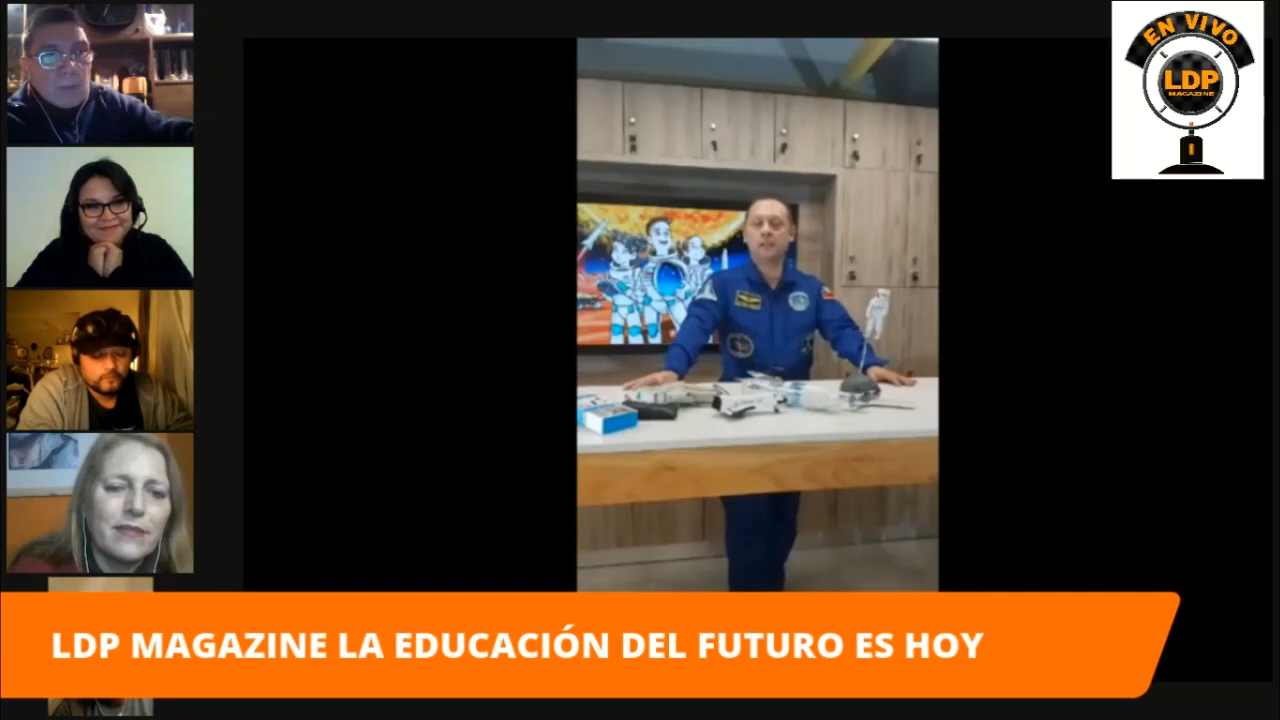 EN VIVO
LDP
MAGAZINE
LDP MAGAZINE LA EDUCACIÓN DEL FUTURO ES HOY